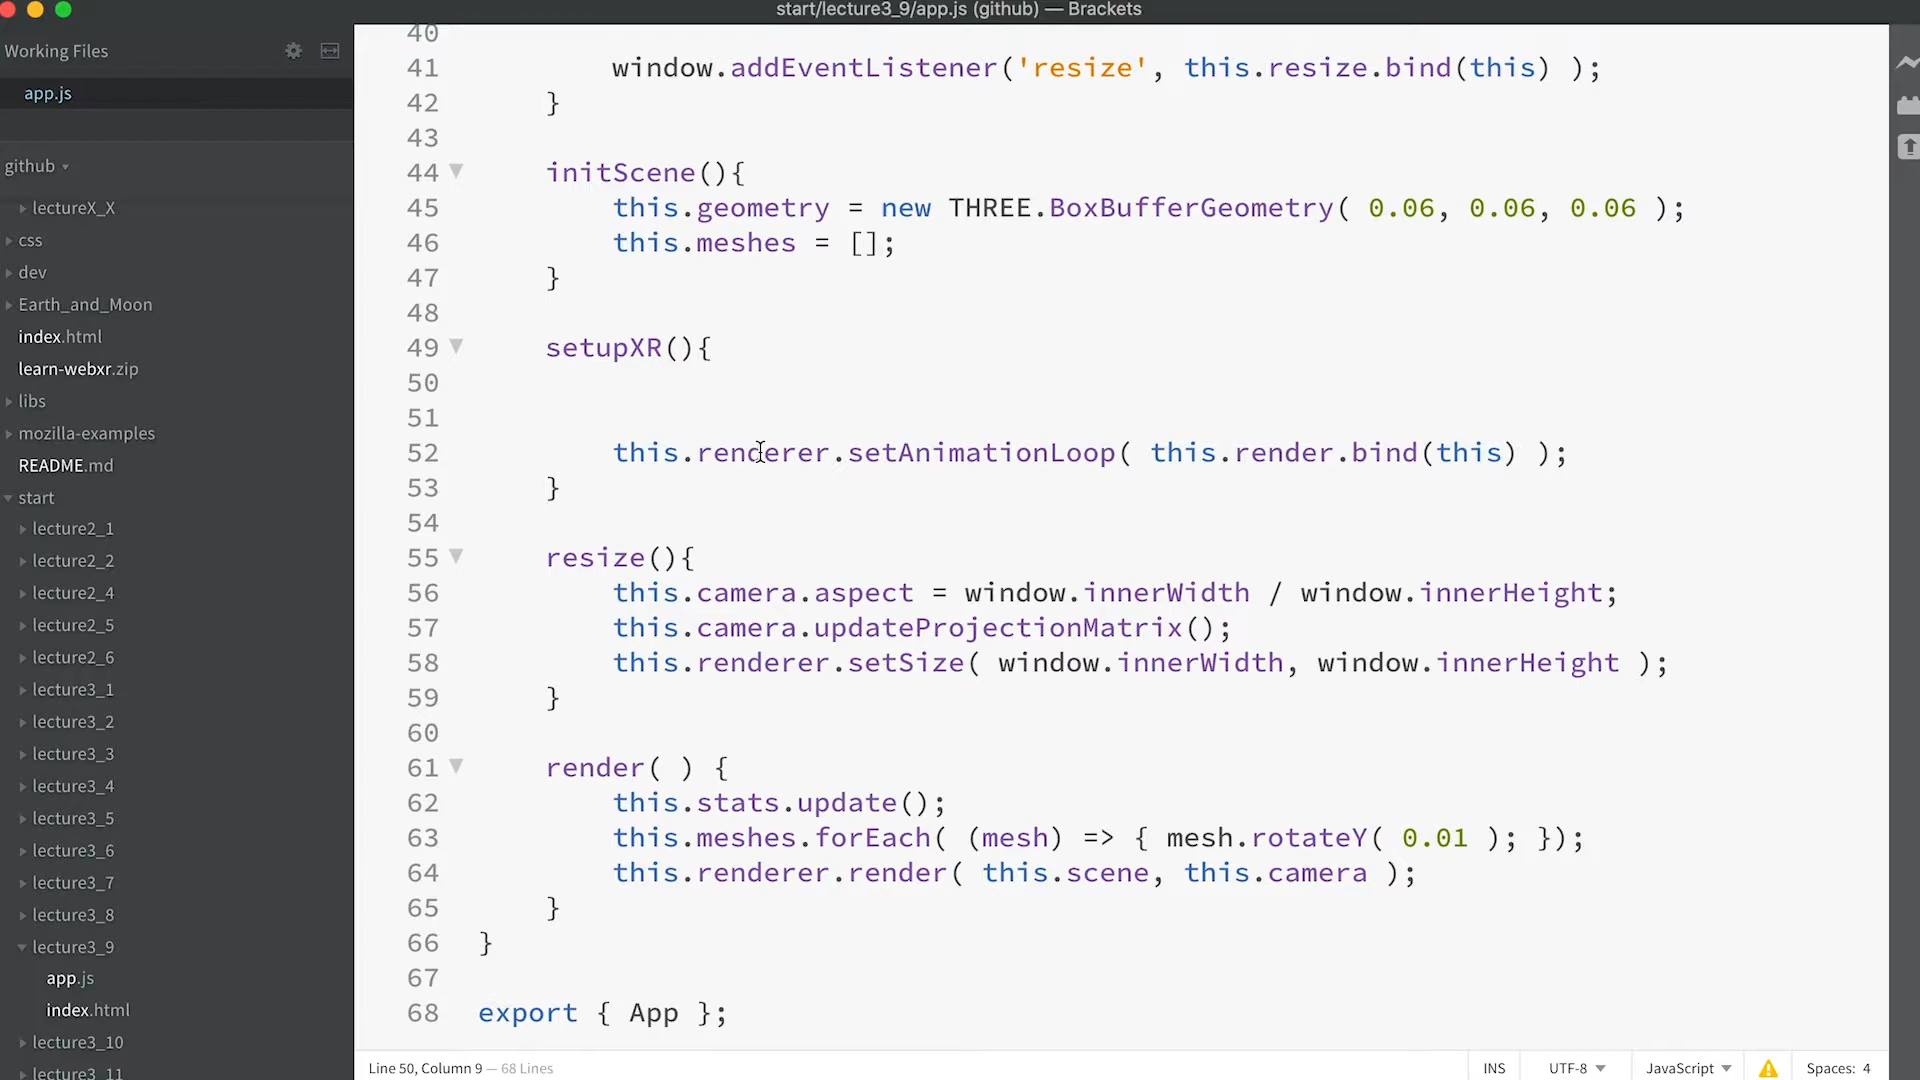 start/lecture3_9/app.js (github) — Brackets
Working Files
app.js
github
lectureX_X
css
dev
Earth_and_Moon
index.html
learn-webxr.zip
libs
mozilla-examples
README.md
start
lecture2_1
lecture2_2
lecture2_4
lecture2_5
lecture2_6
lecture3_1
lecture3_2
lecture3_3
lecture3_4
lecture3_5
lecture3_6
lecture3_7
lecture3_8
lecture3_9
app.js
index.html
lecture3_10
lecture3_11
40
41 window.addEventListener('resize', this.resize.bind(this) );
42 }
43
44 initScene(){
45 this.geometry = new THREE.BoxBufferGeometry( 0.06, 0.06, 0.06 );
46 this.meshes = [];
47 }
48
49 setupXR(){
50
51
52 this.renderer.setAnimationLoop( this.render.bind(this) );
53 }
54
55 resize(){
56 this.camera.aspect = window.innerWidth / window.innerHeight;
57 this.camera.updateProjectionMatrix();
58 this.renderer.setSize( window.innerWidth, window.innerHeight );
59 }
60
61 render( ) {
62 this.stats.update();
63 this.meshes.forEach( (mesh) => { mesh.rotateY( 0.01 ); });
64 this.renderer.render( this.scene, this.camera );
65 }
66 }
67
68 export { App };
Line 50, Column 9 — 68 Lines
INS UTF-8 JavaScript Spaces: 4